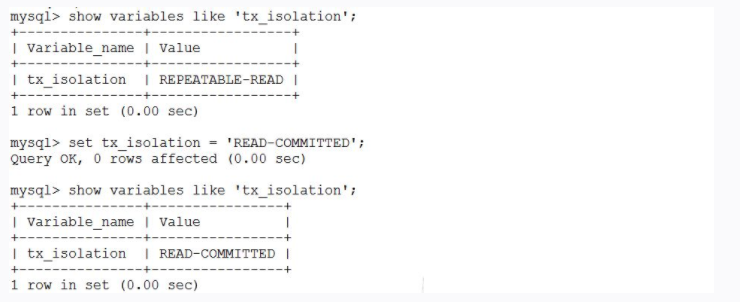 mysql> show variables like 'tx_isolation';
+---------------+-----------------+
| Variable_name | Value           |
+---------------+-----------------+
| tx_isolation  | REPEATABLE-READ |
+---------------+-----------------+
1 row in set (0.00 sec)
mysql> set tx_isolation = 'READ-COMMITTED';
Query OK, 0 rows affected (0.00 sec)
mysql> show variables like 'tx_isolation';
+---------------+----------------+
| Variable_name | Value          |
+---------------+----------------+
| tx_isolation  | READ-COMMITTED |
+---------------+----------------+
1 row in set (0.00 sec)